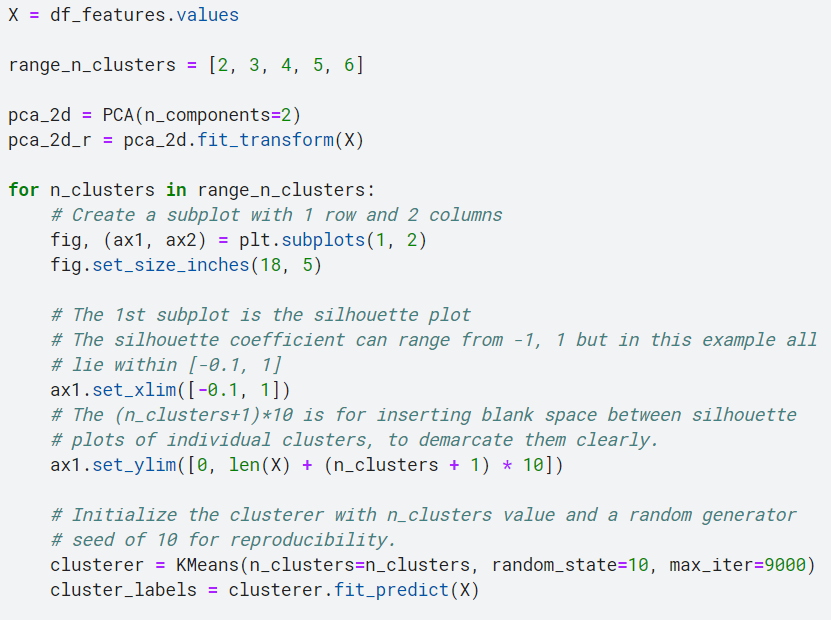 X = df_features.values

range_n_clusters = [2, 3, 4, 5, 6]

pca_2d = PCA(n_components=2)
pca_2d_r = pca_2d.fit_transform(X)

for n_clusters in range_n_clusters:
    # Create a subplot with 1 row and 2 columns
    fig, (ax1, ax2) = plt.subplots(1, 2)
    fig.set_size_inches(18, 5)

    # The 1st subplot is the silhouette plot
    # The silhouette coefficient can range from -1, 1 but in this example all
    # lie within [-0.1, 1]
    ax1.set_xlim([-0.1, 1])
    # The (n_clusters+1)*10 is for inserting blank space between silhouette
    # plots of individual clusters, to demarcate them clearly.
    ax1.set_ylim([0, len(X) + (n_clusters + 1) * 10])

    # Initialize the clusterer with n_clusters value and a random generator
    # seed of 10 for reproducibility.
    clusterer = KMeans(n_clusters=n_clusters, random_state=10, max_iter=9000)
    cluster_labels = clusterer.fit_predict(X)